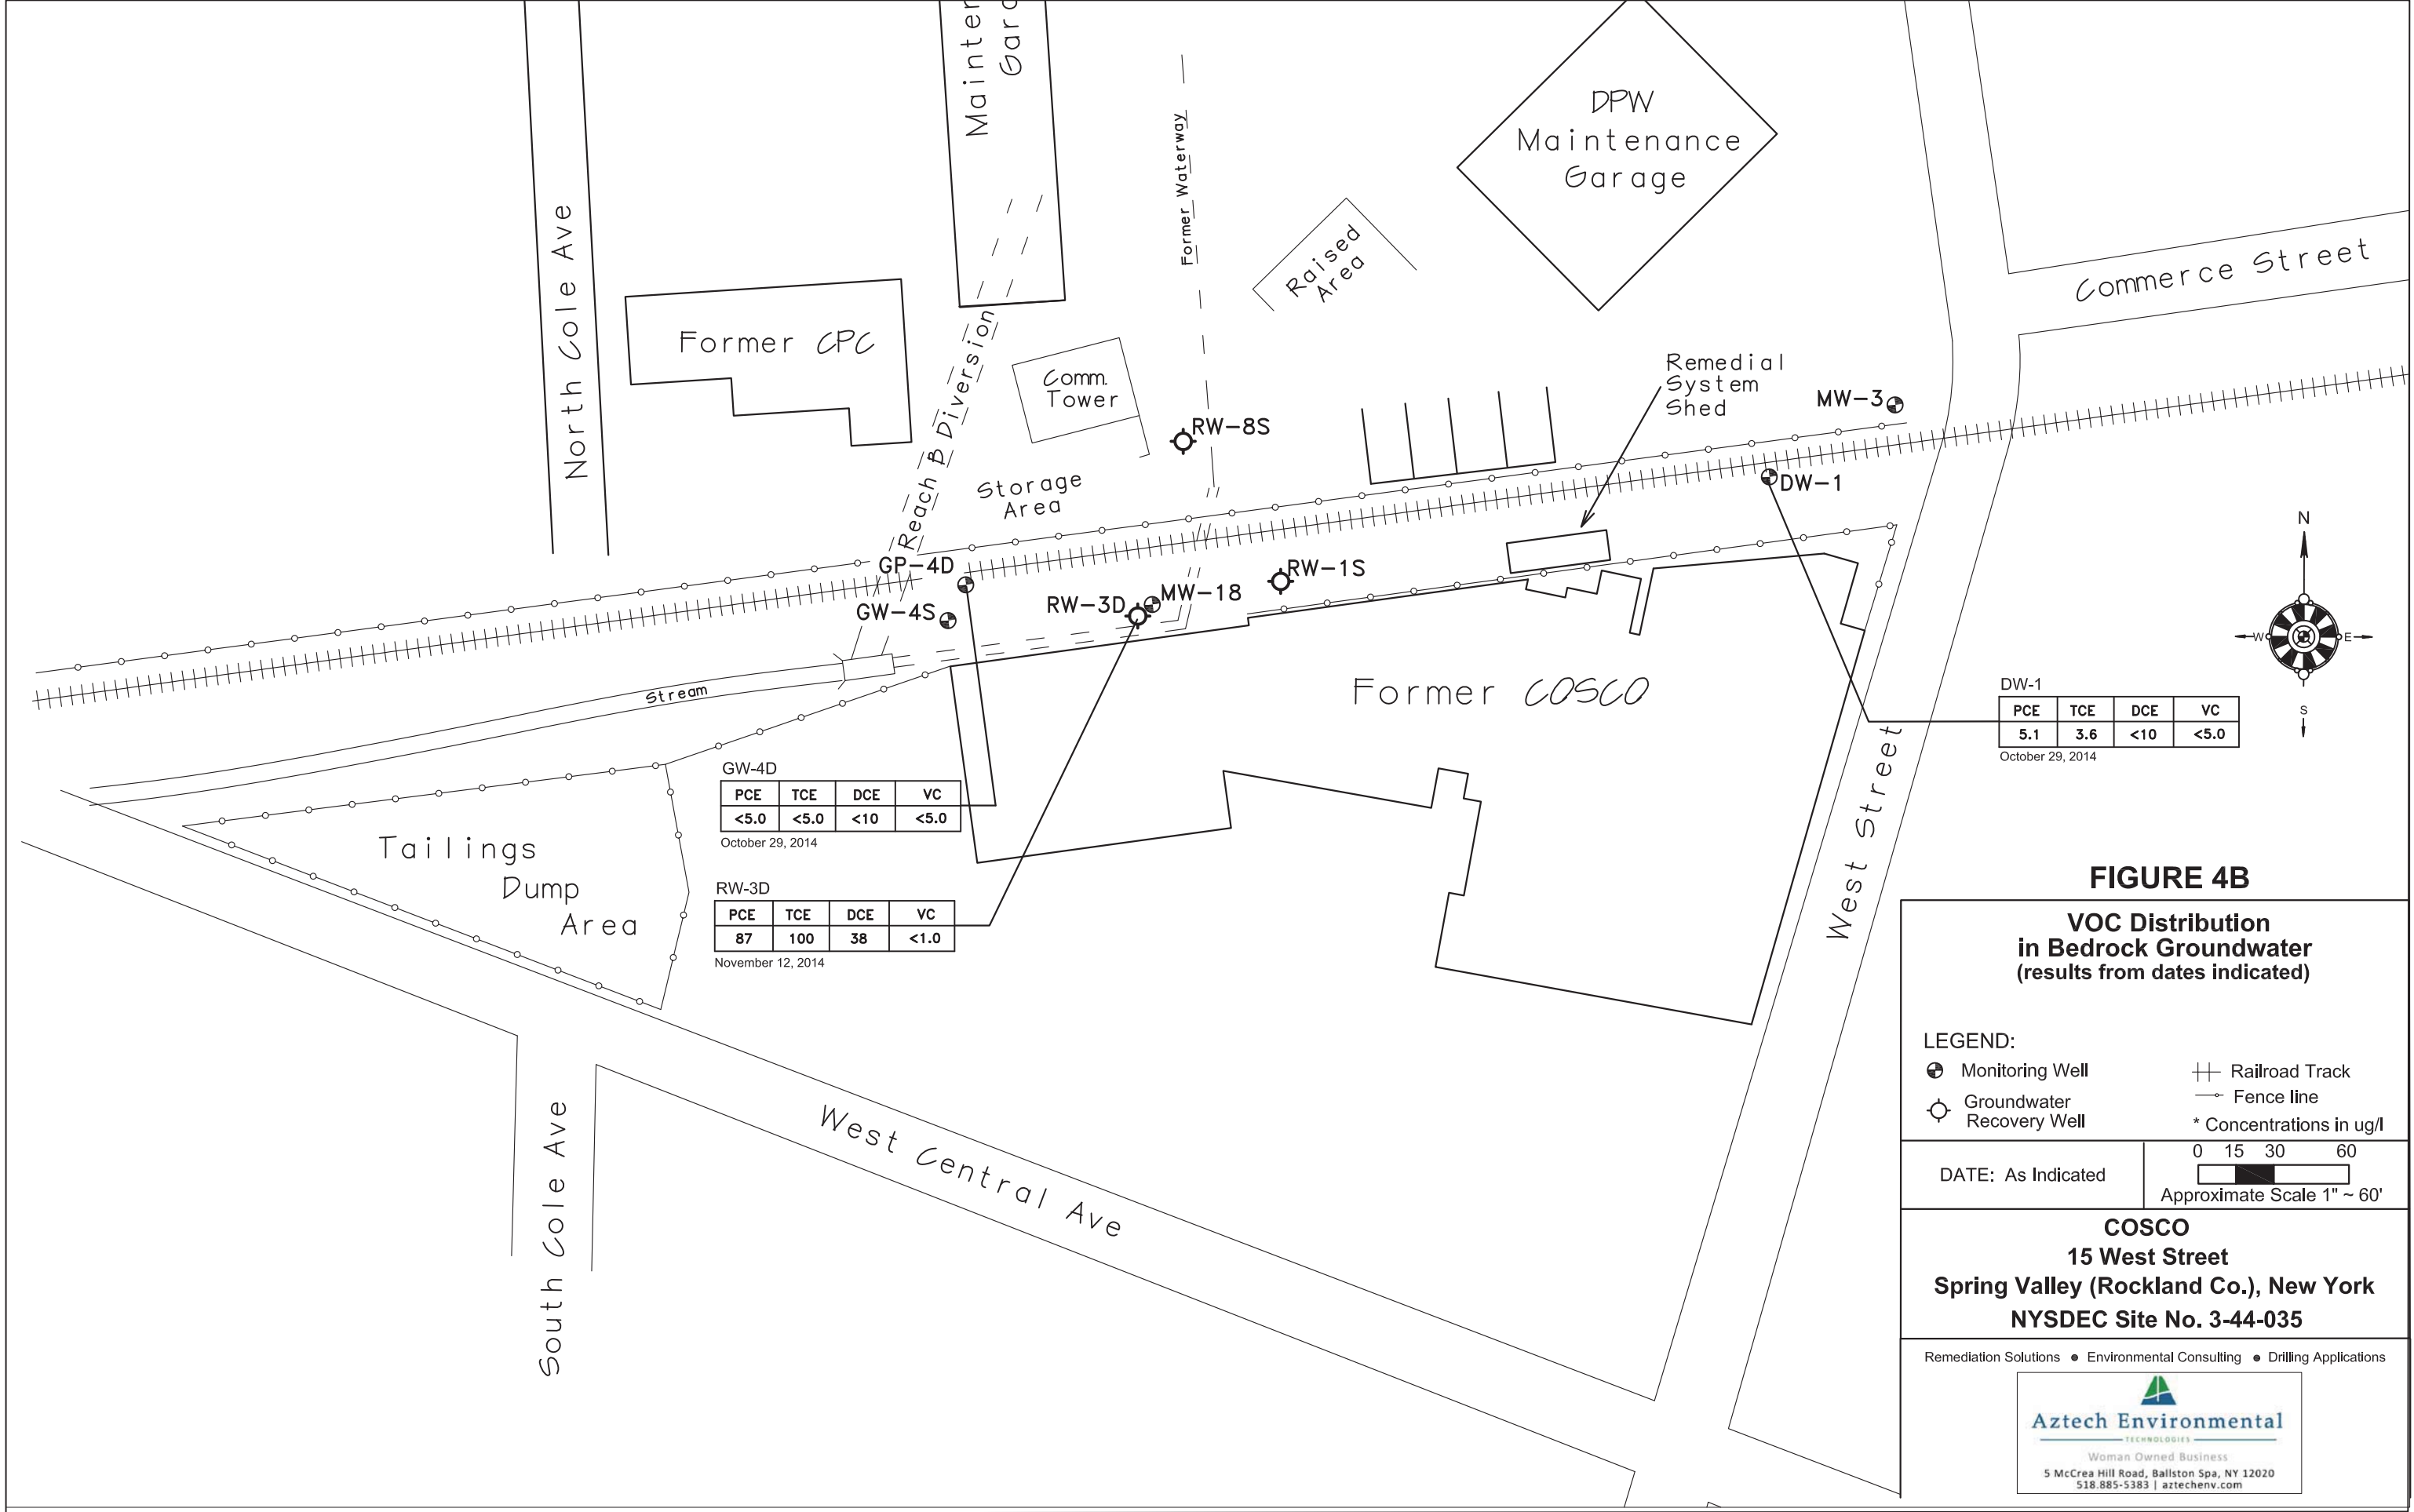 Mainten
Garc
North Cole Ave
Former CPC
Reach B Diversion
Comm.
Tower
Storage
Area
Former Waterway
Raised
Area
DPW
Maintenance
Garage
Commerce Street
Remedial
System
Shed
MW-3
DW-1
RW-8S
RW-1S
GP-4D
GW-4S
RW-3D
MW-18
Stream
Former COSCO
West Street
Tailings
Dump
Area
South Cole Ave
West Central Ave
GW-4D
PCE TCE DCE VC
<5.0 <5.0 <10 <5.0
October 29, 2014
RW-3D
PCE TCE DCE VC
87 100 38 <1.0
November 12, 2014
DW-1
PCE TCE DCE VC
5.1 3.6 <10 <5.0
October 29, 2014
N
W E
S
FIGURE 4B
VOC Distribution
in Bedrock Groundwater
(results from dates indicated)
LEGEND:
Monitoring Well
Groundwater
Recovery Well
Railroad Track
Fence line
* Concentrations in ug/l
DATE: As Indicated
0 15 30 60
Approximate Scale 1" ~ 60'
COSCO
15 West Street
Spring Valley (Rockland Co.), New York
NYSDEC Site No. 3-44-035
Remediation Solutions • Environmental Consulting • Drilling Applications
Aztech Environmental
TECHNOLOGIES
Woman Owned Business
5 McCrea Hill Road, Ballston Spa, NY 12020
518.885-5383 | aztechenv.com